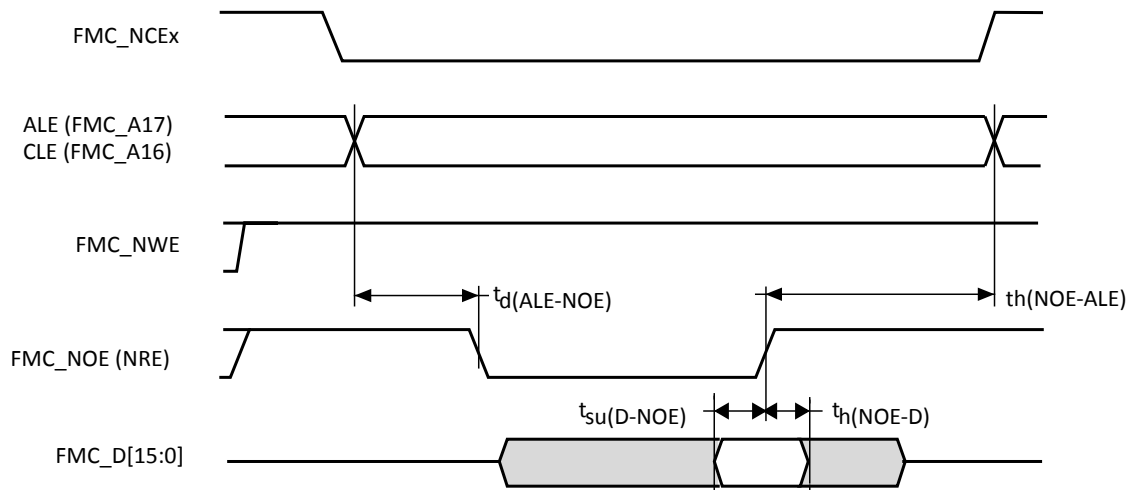 FMC_NCEx
ALE (FMC_A17)
CLE (FMC_A16)
FMC_NWE
td(ALE-NOE)
th(NOE-ALE)
FMC_NOE (NRE)
tsu(D-NOE)
th(NOE-D)
FMC_D[15:0]